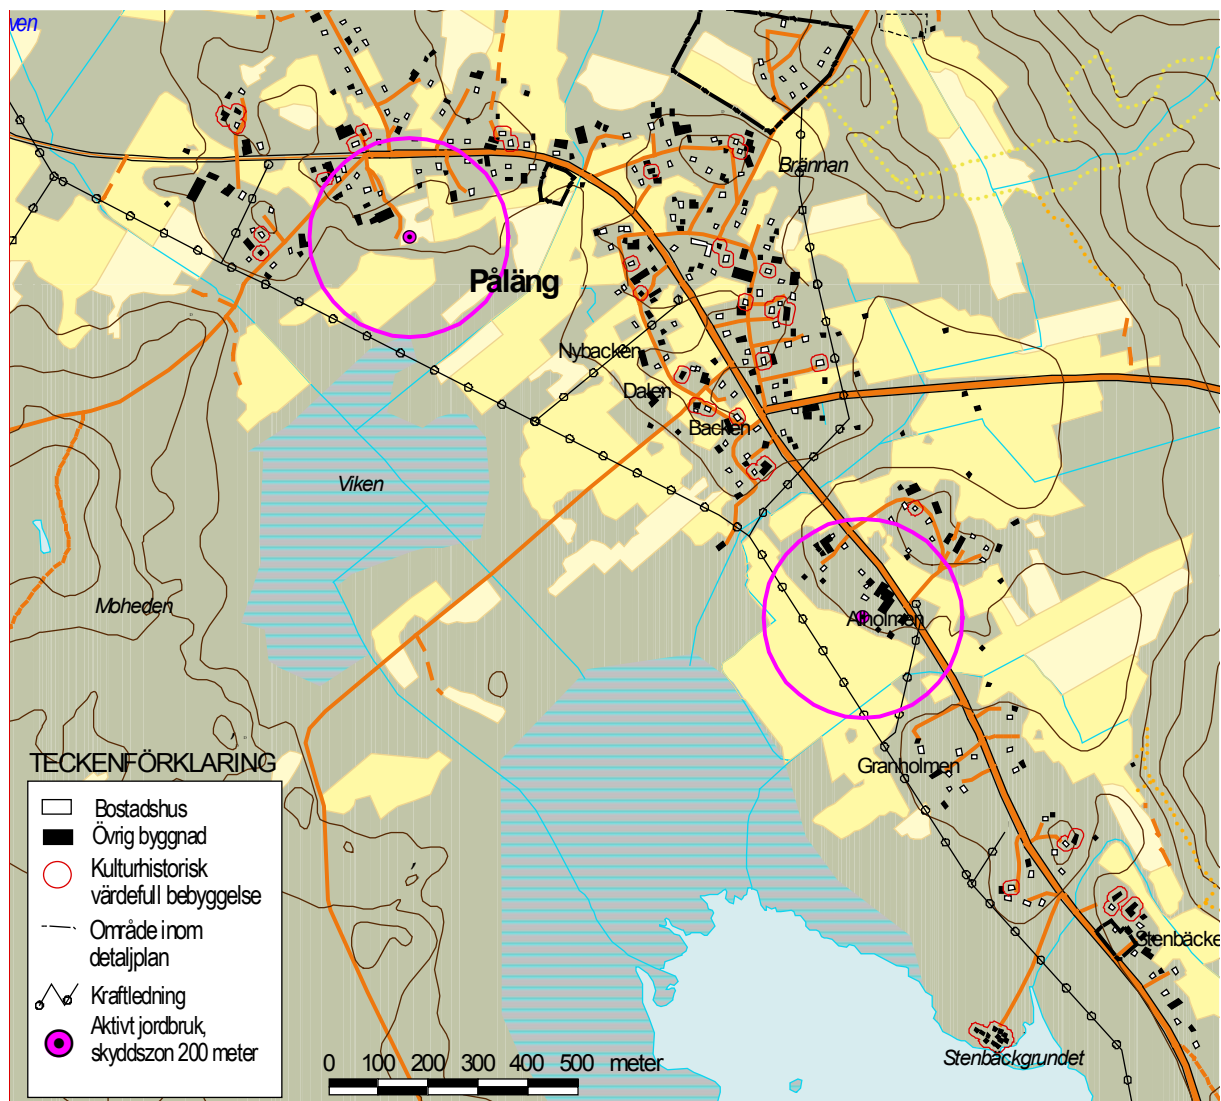 ven
Brännan
Påläng
Nybacken
Dalen
Backen
Viken
Moheden
Alholmen
Granholmen
TECKENFÖRKLARING
Bostadshus
Övrig byggnad
Kulturhistorisk
värdefull bebyggelse
Område inom
detaljplan
Kraftledning
Aktivt jordbruk,
skyddszon 200 meter
Stenbäcke
0 100 200 300 400 500 meter
Stenbäckgrundet